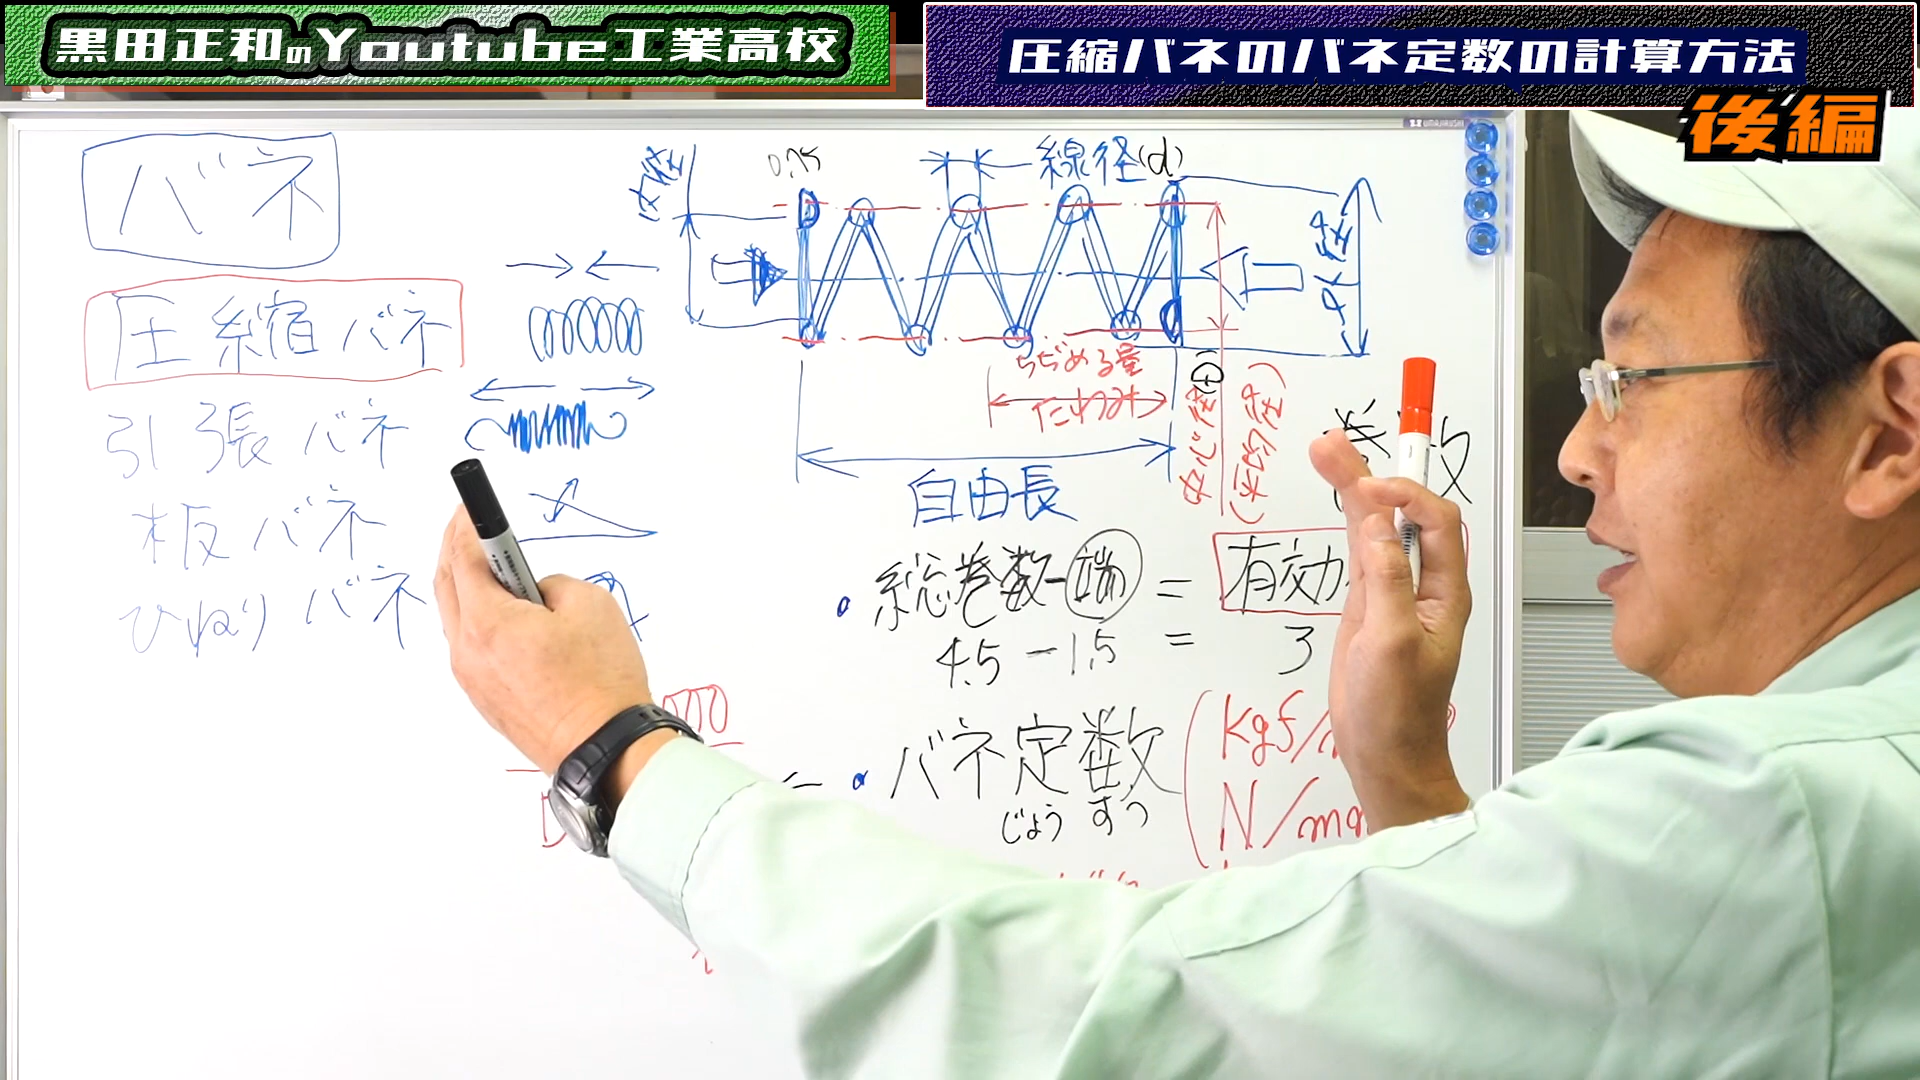 黒田正和のYoutube工業高校
圧縮バネのバネ定数の計算方法
後編
バネ
圧縮バネ
引張バネ
板バネ
ひねりバネ
内径
0.75
線径(d)
外径
ちぢめる量
たわみ
自由長
中心径(D)
(平均径)
総巻数-端=有効
4.5-1.5=3
=・バネ定数
じょうすう
(kgf/
N/mm
D